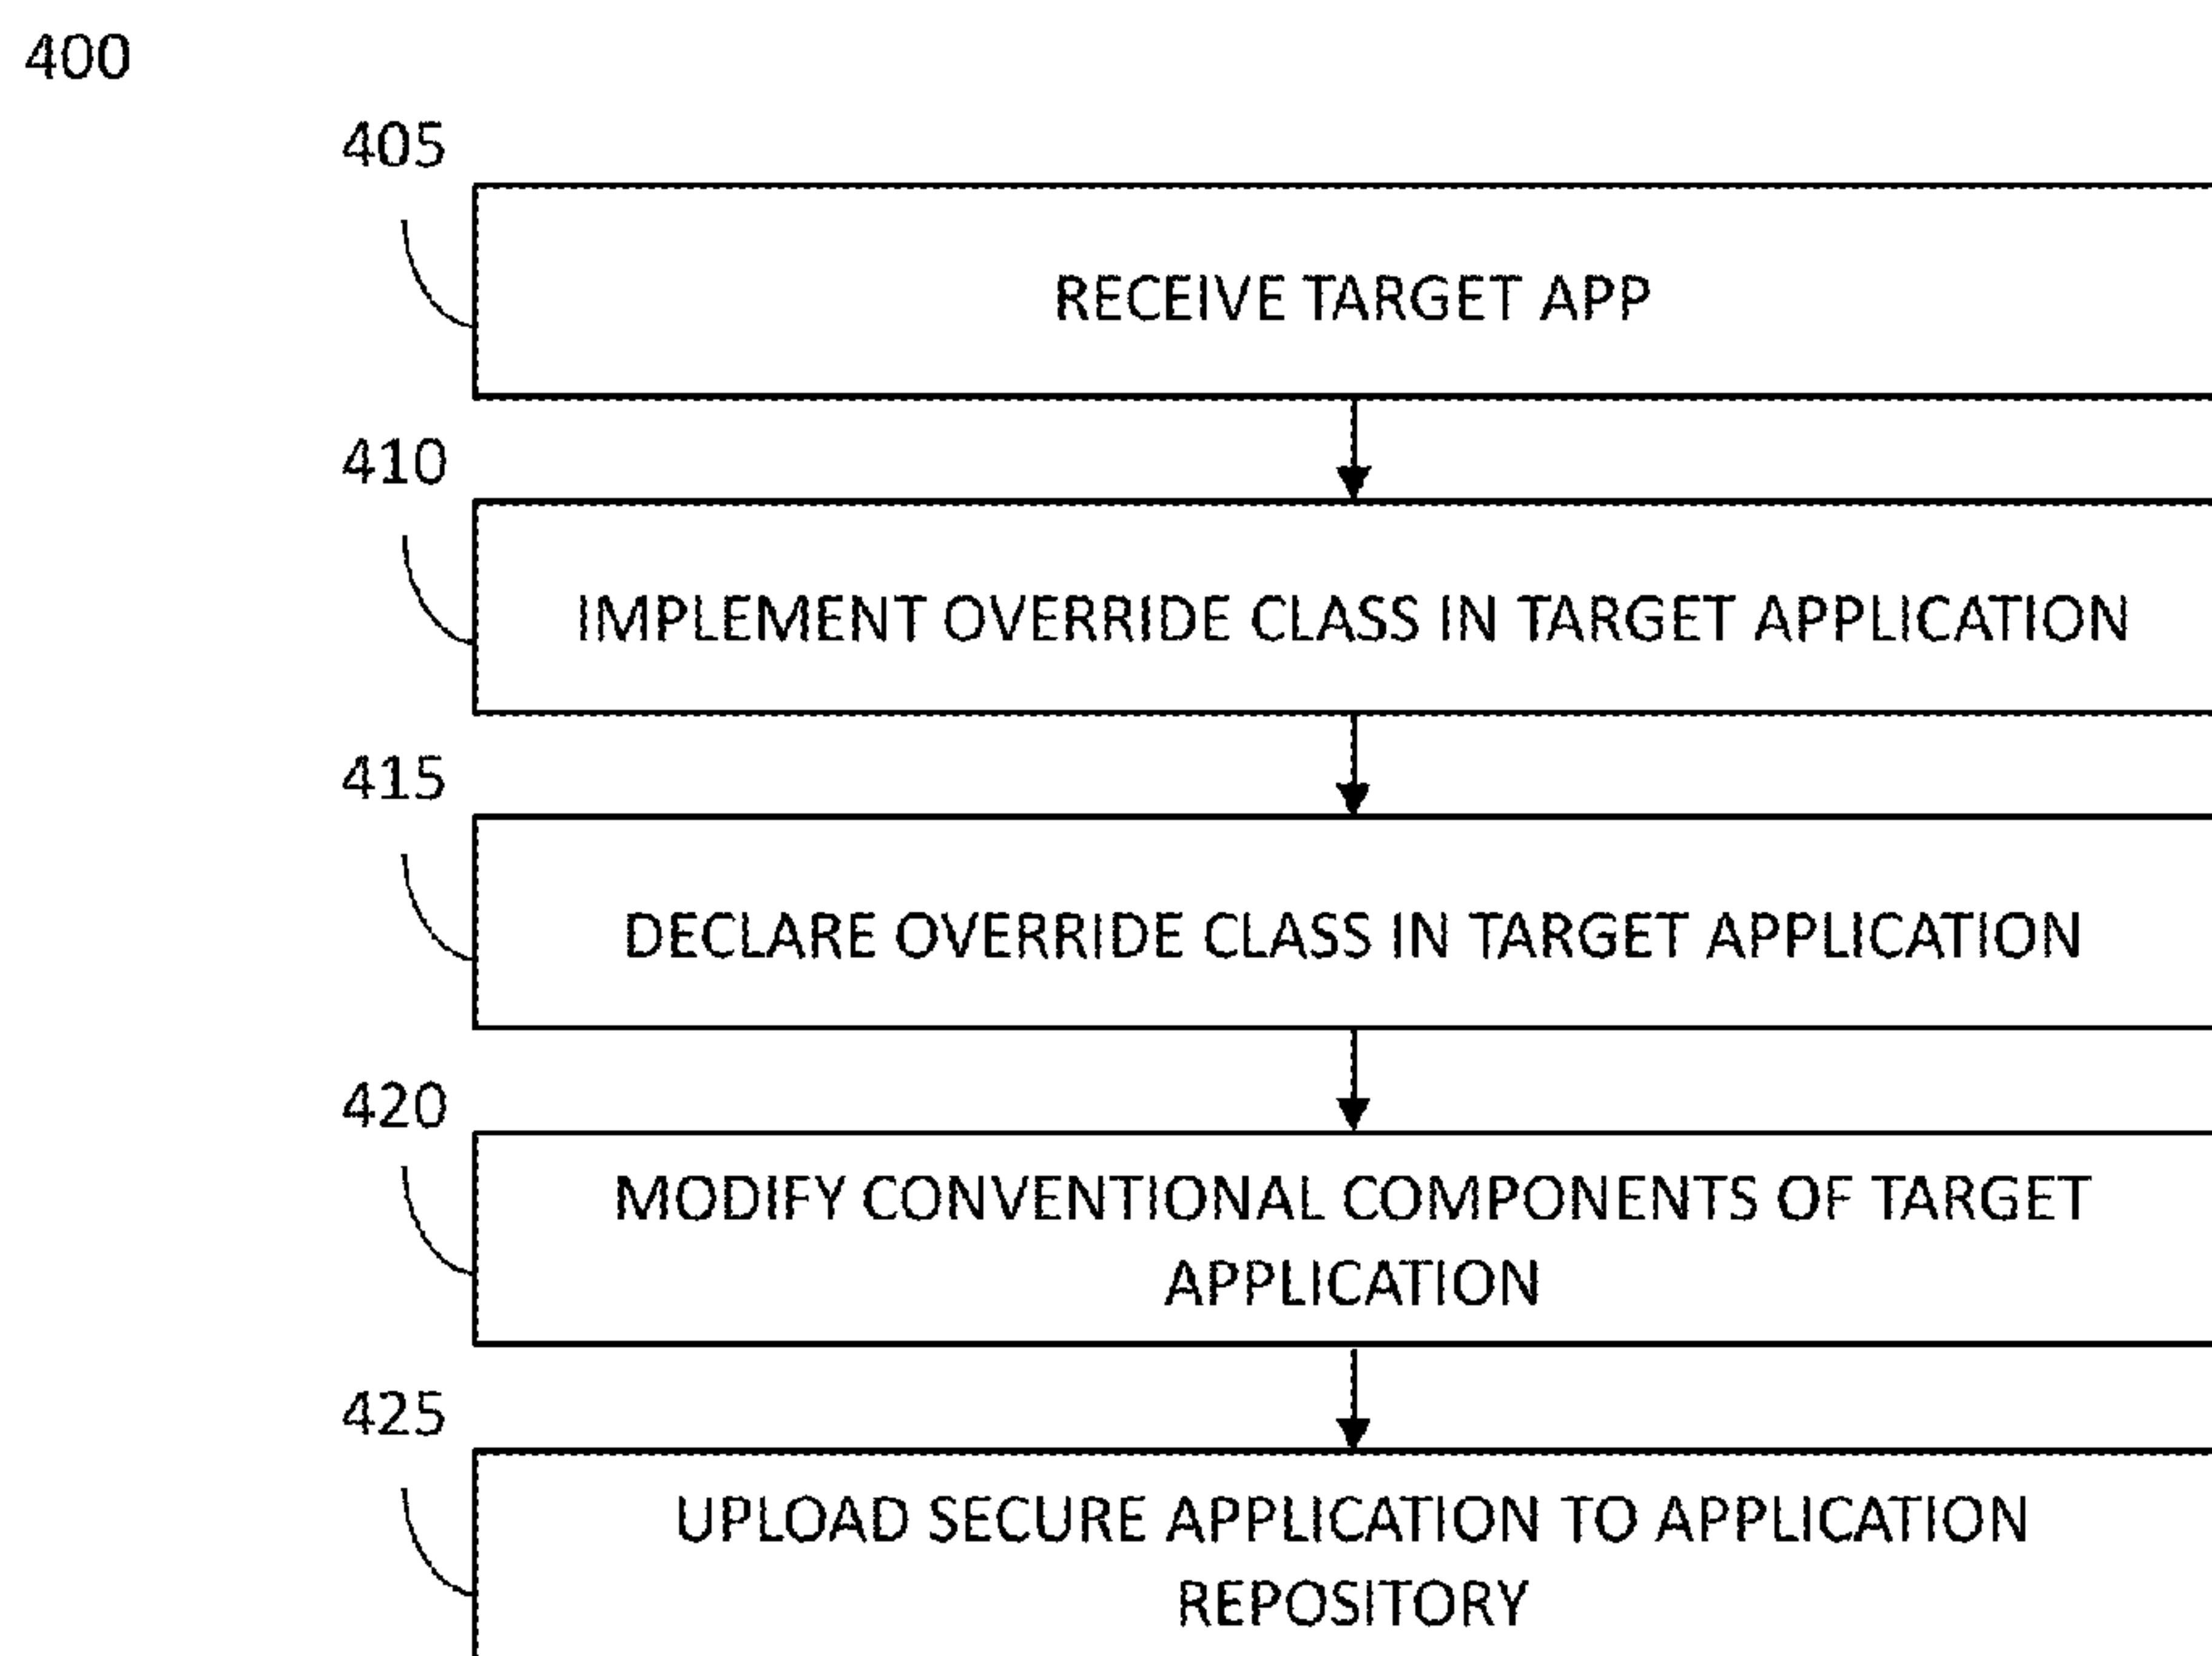 400
405
RECEIVE TARGET APP
410
IMPLEMENT OVERRIDE CLASS IN TARGET APPLICATION
415
DECLARE OVERRIDE CLASS IN TARGET APPLICATION
420
MODIFY CONVENTIONAL COMPONENTS OF TARGET
APPLICATION
425
UPLOAD SECURE APPLICATION TO APPLICATION
REPOSITORY